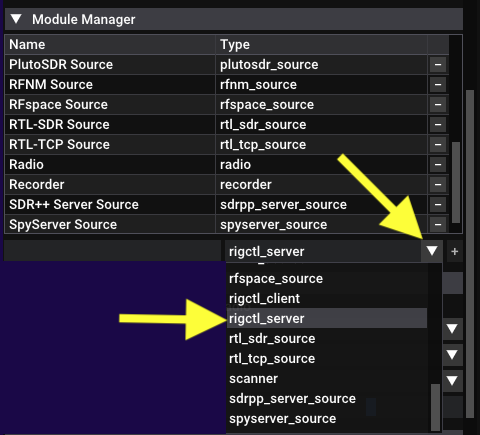 Module Manager
Name Type
PlutoSDR Source plutosdr_source -
RFNM Source rfnm_source -
RFspace Source rfspace_source -
RTL-SDR Source rtl_sdr_source -
RTL-TCP Source rtl_tcp_source -
Radio radio -
Recorder recorder -
SDR++ Server Source sdrpp_server_source -
SpyServer Source spyserver_source -
rigctl_server +
rfspace_source
rigctl_client
rigctl_server
rtl_sdr_source
rtl_tcp_source
scanner
sdrpp_server_source
spyserver_source